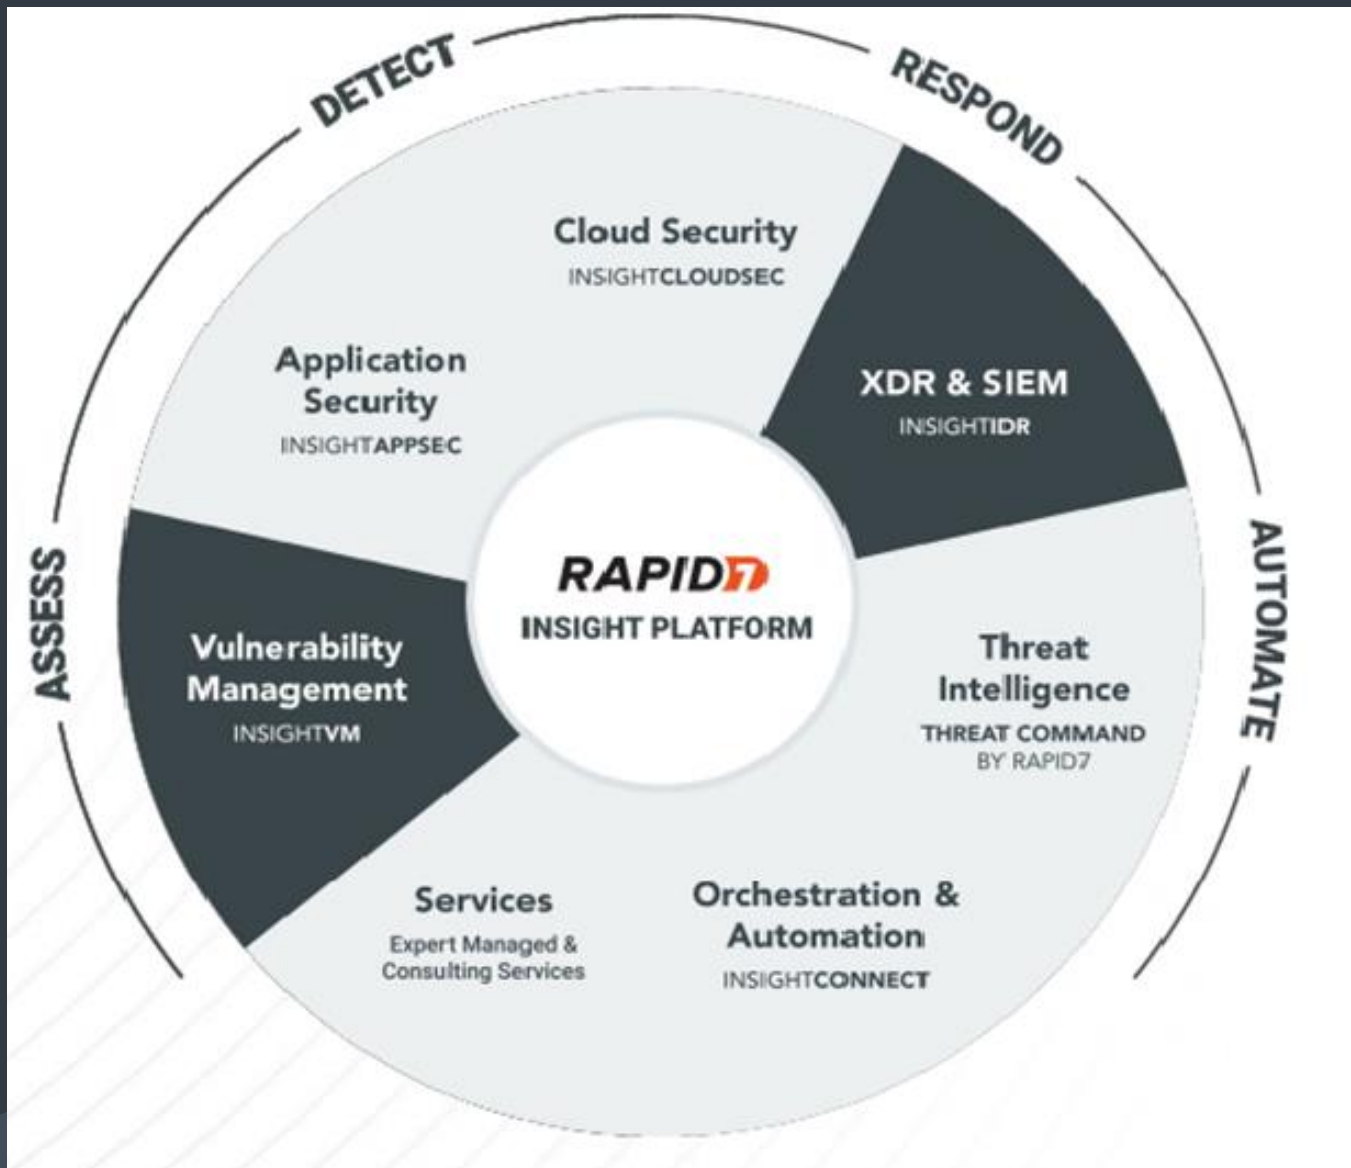 DETECT
RESPOND
ASSESS
AUTOMATE
Cloud Security
INSIGHTCLOUDSEC
Application
Security
INSIGHTAPPSEC
XDR & SIEM
INSIGHTIDR
RAPID7
INSIGHT PLATFORM
Vulnerability
Management
INSIGHTVM
Threat
Intelligence
THREAT COMMAND
BY RAPID7
Services
Expert Managed &
Consulting Services
Orchestration &
Automation
INSIGHTCONNECT